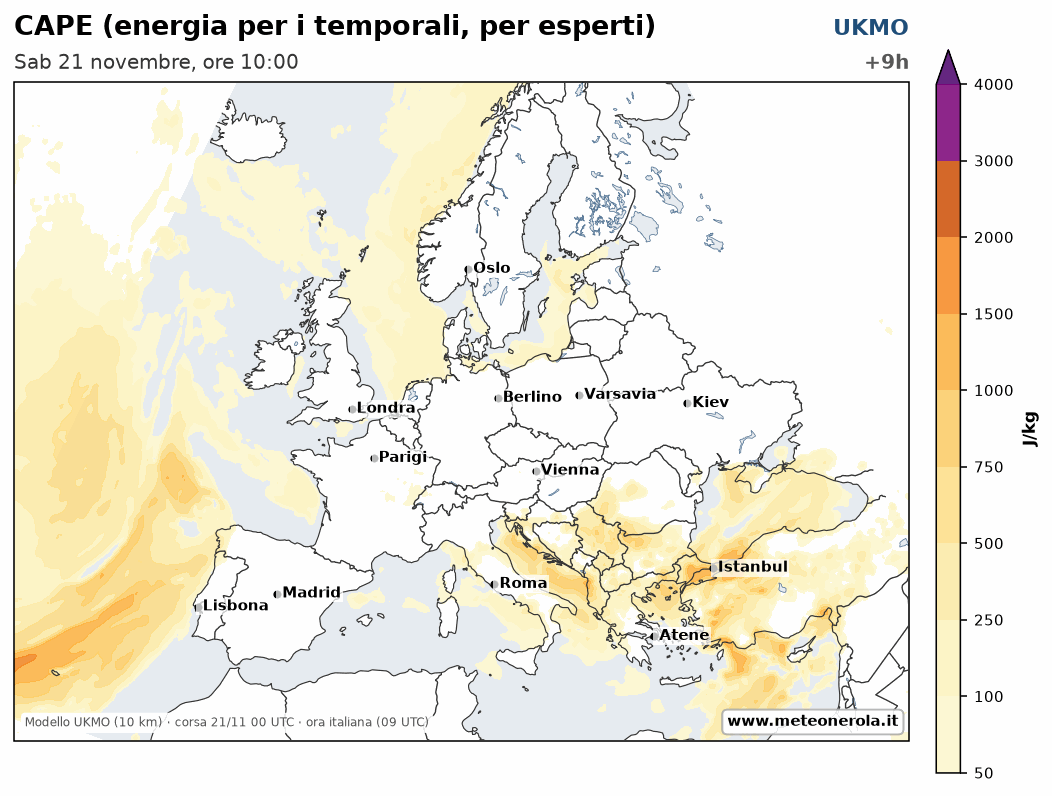 CAPE (energia per i temporali, per esperti)
UKMO
Sab 21 novembre, ore 10:00
+9h
4000
3000
2000
1500
1000
750
500
250
100
50
J/kg
Oslo
Londra
Berlino
Varsavia
Kiev
Parigi
Vienna
Istanbul
Roma
Madrid
Lisbona
Atene
Modello UKMO (10 km) · corsa 21/11 00 UTC · ora italiana (09 UTC)
www.meteonerola.it